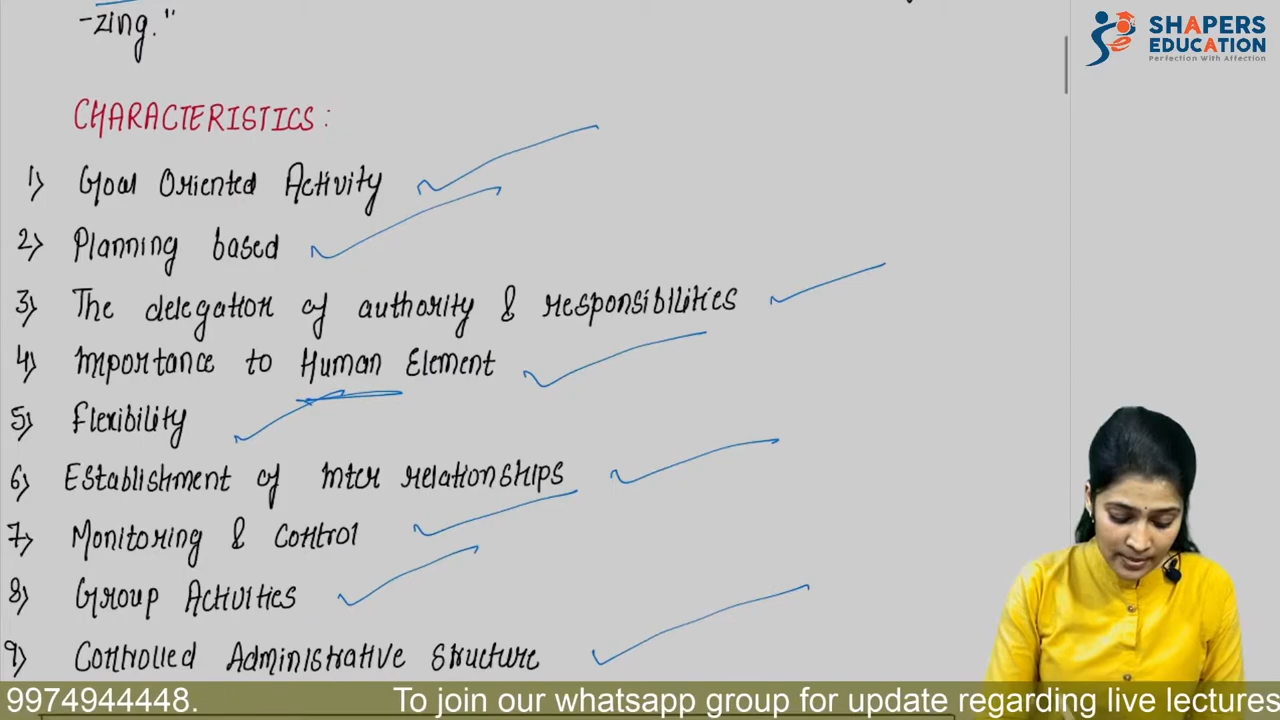 -zing."
SHAPERS
EDUCATION
Perfection With Affection
CHARACTERISTICS:
1) Goal Oriented Activity
2) Planning based
3) The delegation of authority & responsibilities
4) Importance to Human Element
5) Flexibility
6) Establishment of Inter relationships
7) Monitoring & Control
8) Group Activities
9) Controlled Administrative Structure
9974944448. To join our whatsapp group for update regarding live lectures